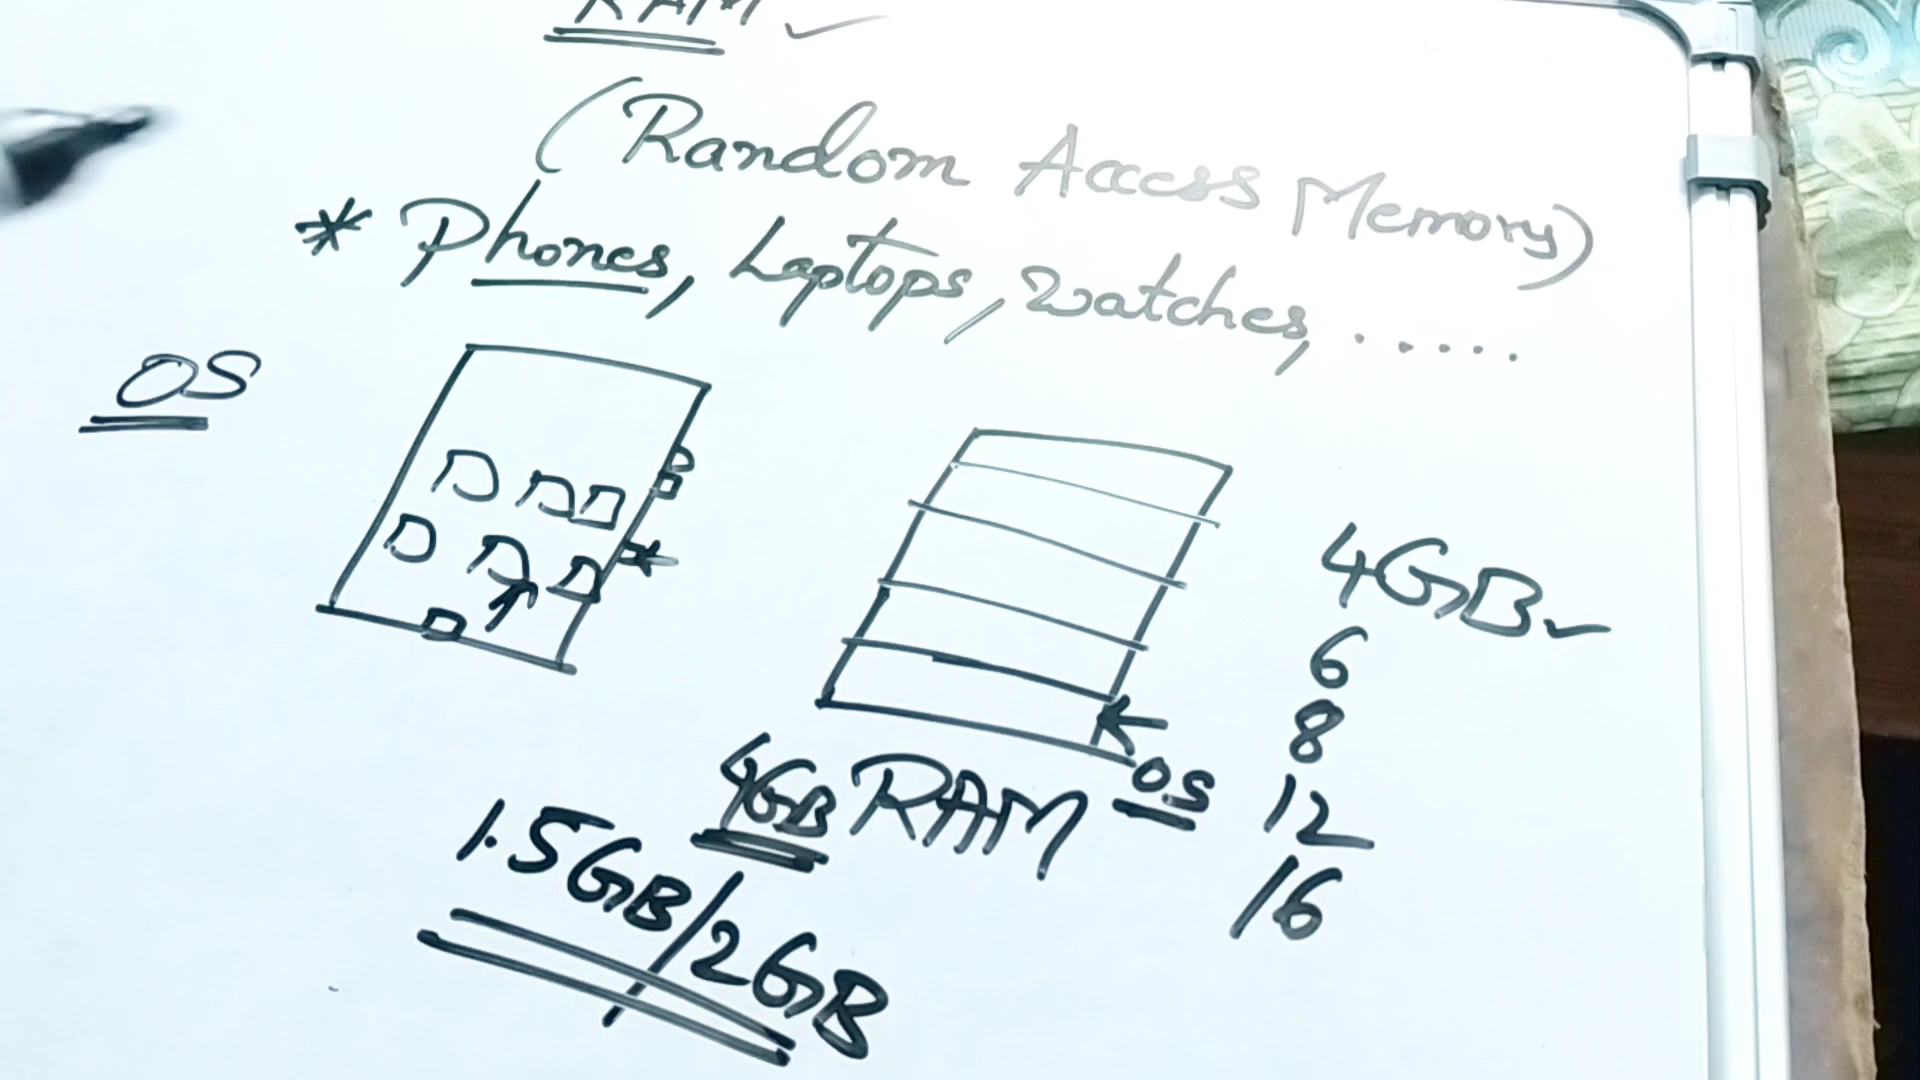 RAM
(Random Access Memory)
* Phones, Laptops, Watches, .....
OS
4GB
6
8
12
16
OS
4GB RAM
1.5GB/2GB